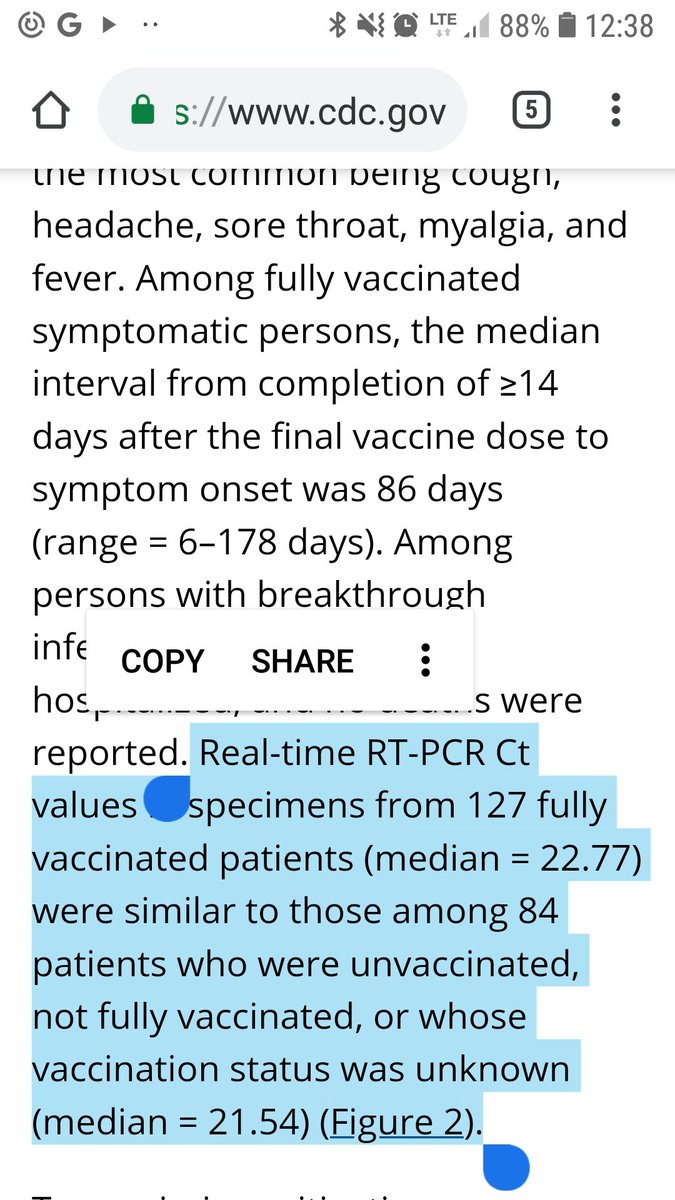 LTE 88% 12:38
s://www.cdc.gov 5
the most common being cough,
headache, sore throat, myalgia, and
fever. Among fully vaccinated
symptomatic persons, the median
interval from completion of ≥14
days after the final vaccine dose to
symptom onset was 86 days
(range = 6–178 days). Among
persons with breakthrough
infe
COPY SHARE
were
reported. Real-time RT-PCR Ct
values specimens from 127 fully
vaccinated patients (median = 22.77)
were similar to those among 84
patients who were unvaccinated,
not fully vaccinated, or whose
vaccination status was unknown
(median = 21.54) (Figure 2).